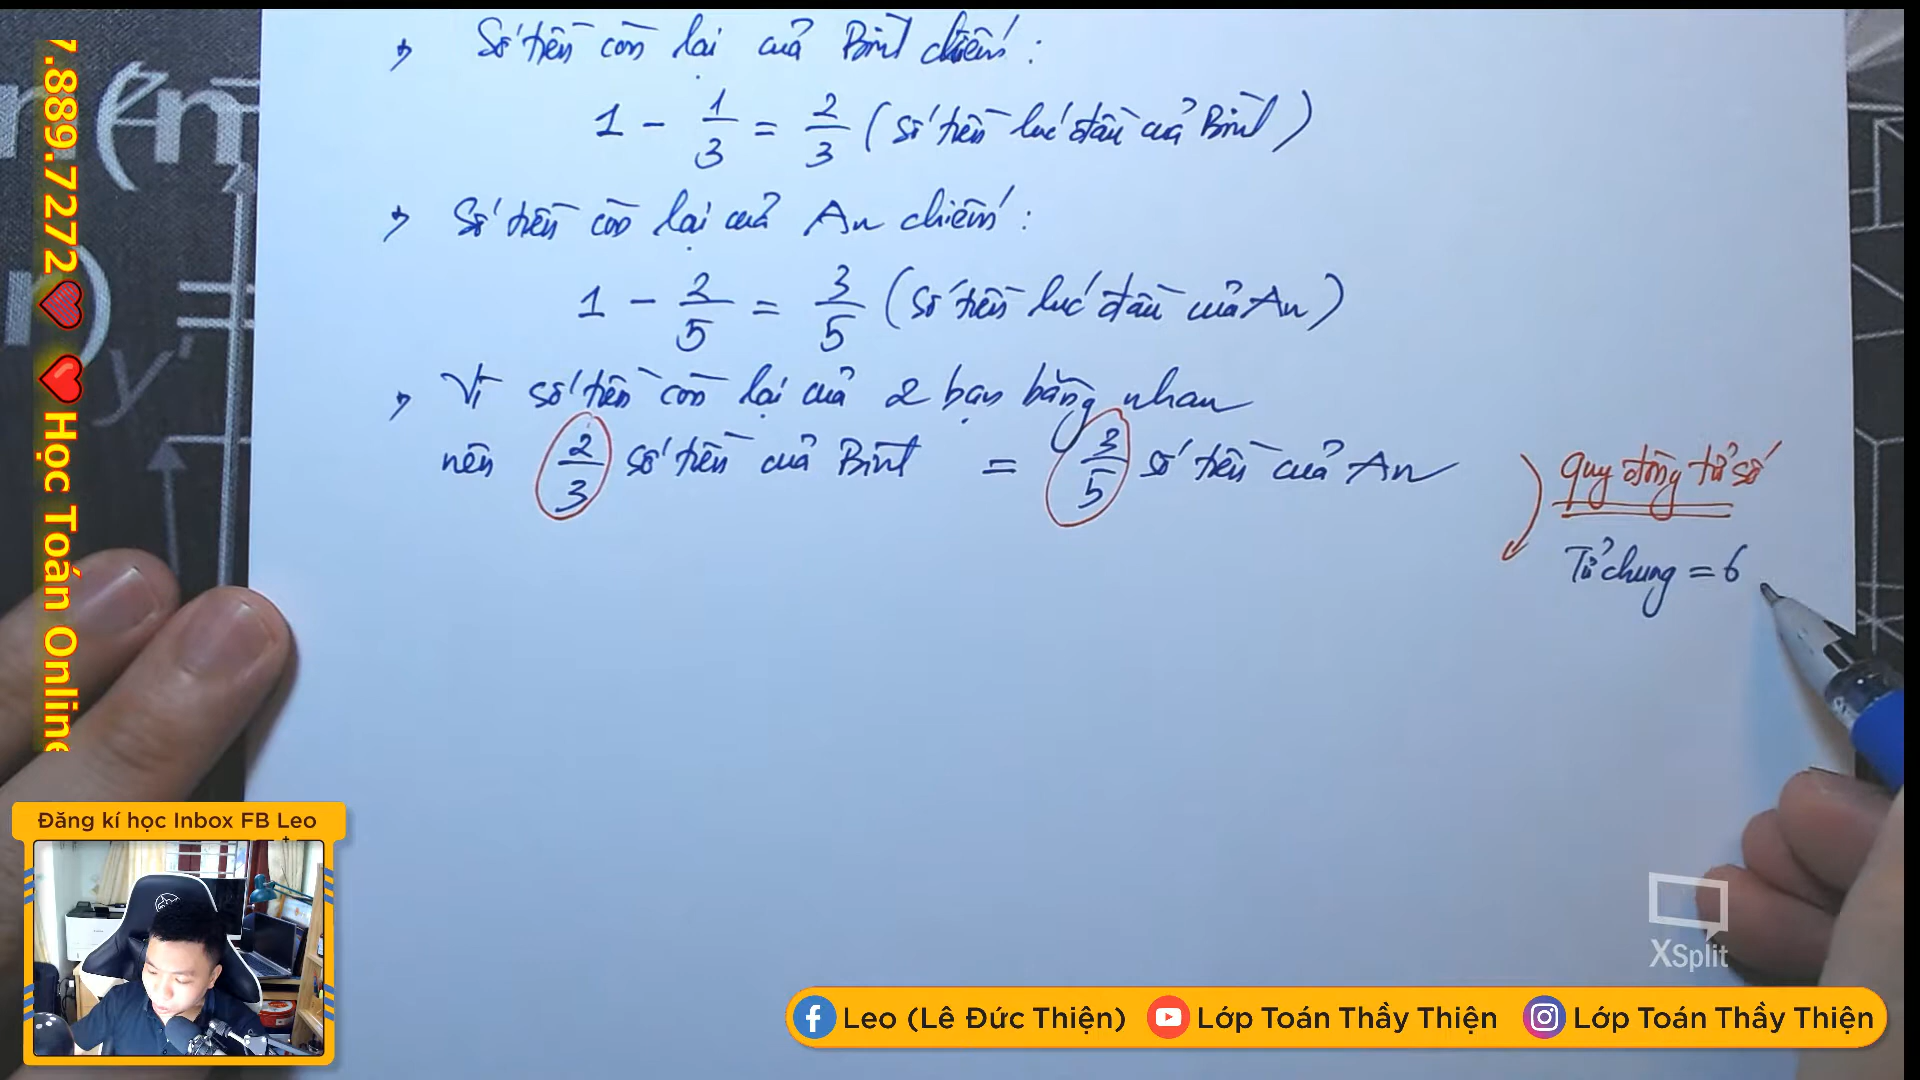 → Số tiền còn lại của Bình chiếm:
1 - 1/3 = 2/3 (số tiền lúc đầu của Bình)
→ Số tiền còn lại của An chiếm:
1 - 2/5 = 3/5 (số tiền lúc đầu của An)
→ Vì số tiền còn lại của 2 bạn bằng nhau
nên 2/3 số tiền của Bình = 3/5 số tiền của An
quy đồng tử số
Tử chung = 6
7.889.7272 ❤ ❤ Học Toán Online
Đăng kí học Inbox FB Leo
XSplit
Leo (Lê Đức Thiện) Lớp Toán Thầy Thiện Lớp Toán Thầy Thiện